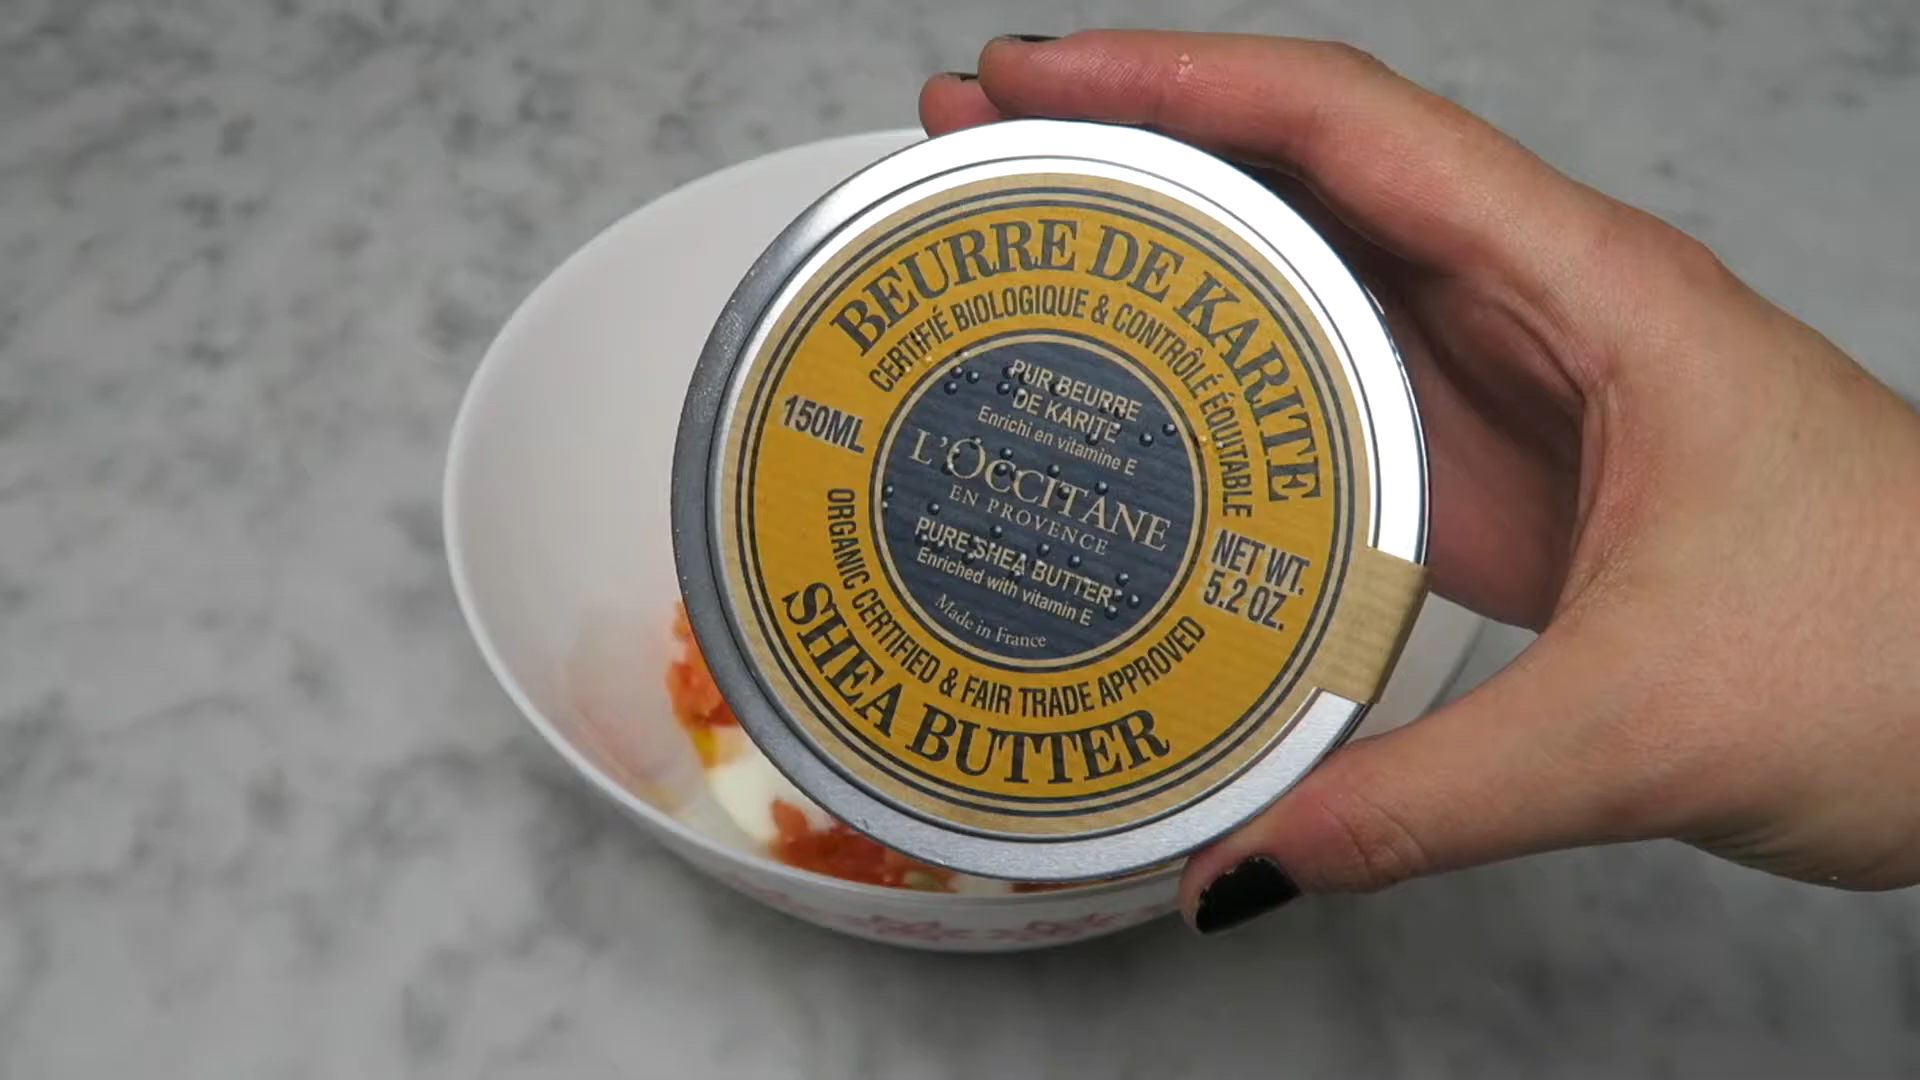 BEURRE DE KARITE
CERTIFIÉ BIOLOGIQUE & CONTRÔLÉ ÉQUITABLE
150ML
PUR BEURRE
DE KARITÉ
Enrichi en vitamine E
L'OCCITANE
EN PROVENCE
PURE SHEA BUTTER
Enriched with vitamin E
Made in France
NET WT.
5.2 OZ.
ORGANIC CERTIFIED & FAIR TRADE APPROVED
SHEA BUTTER